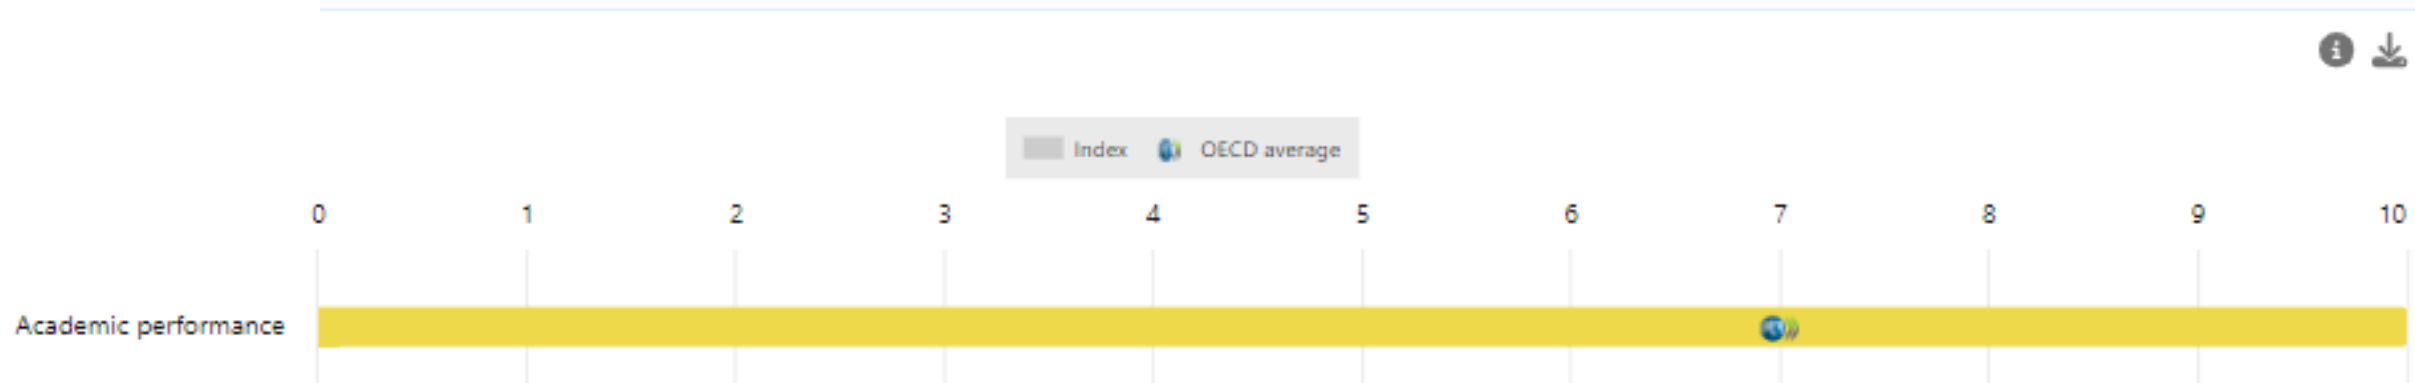 Index OECD average
0 1 2 3 4 5 6 7 8 9 10
Academic performance